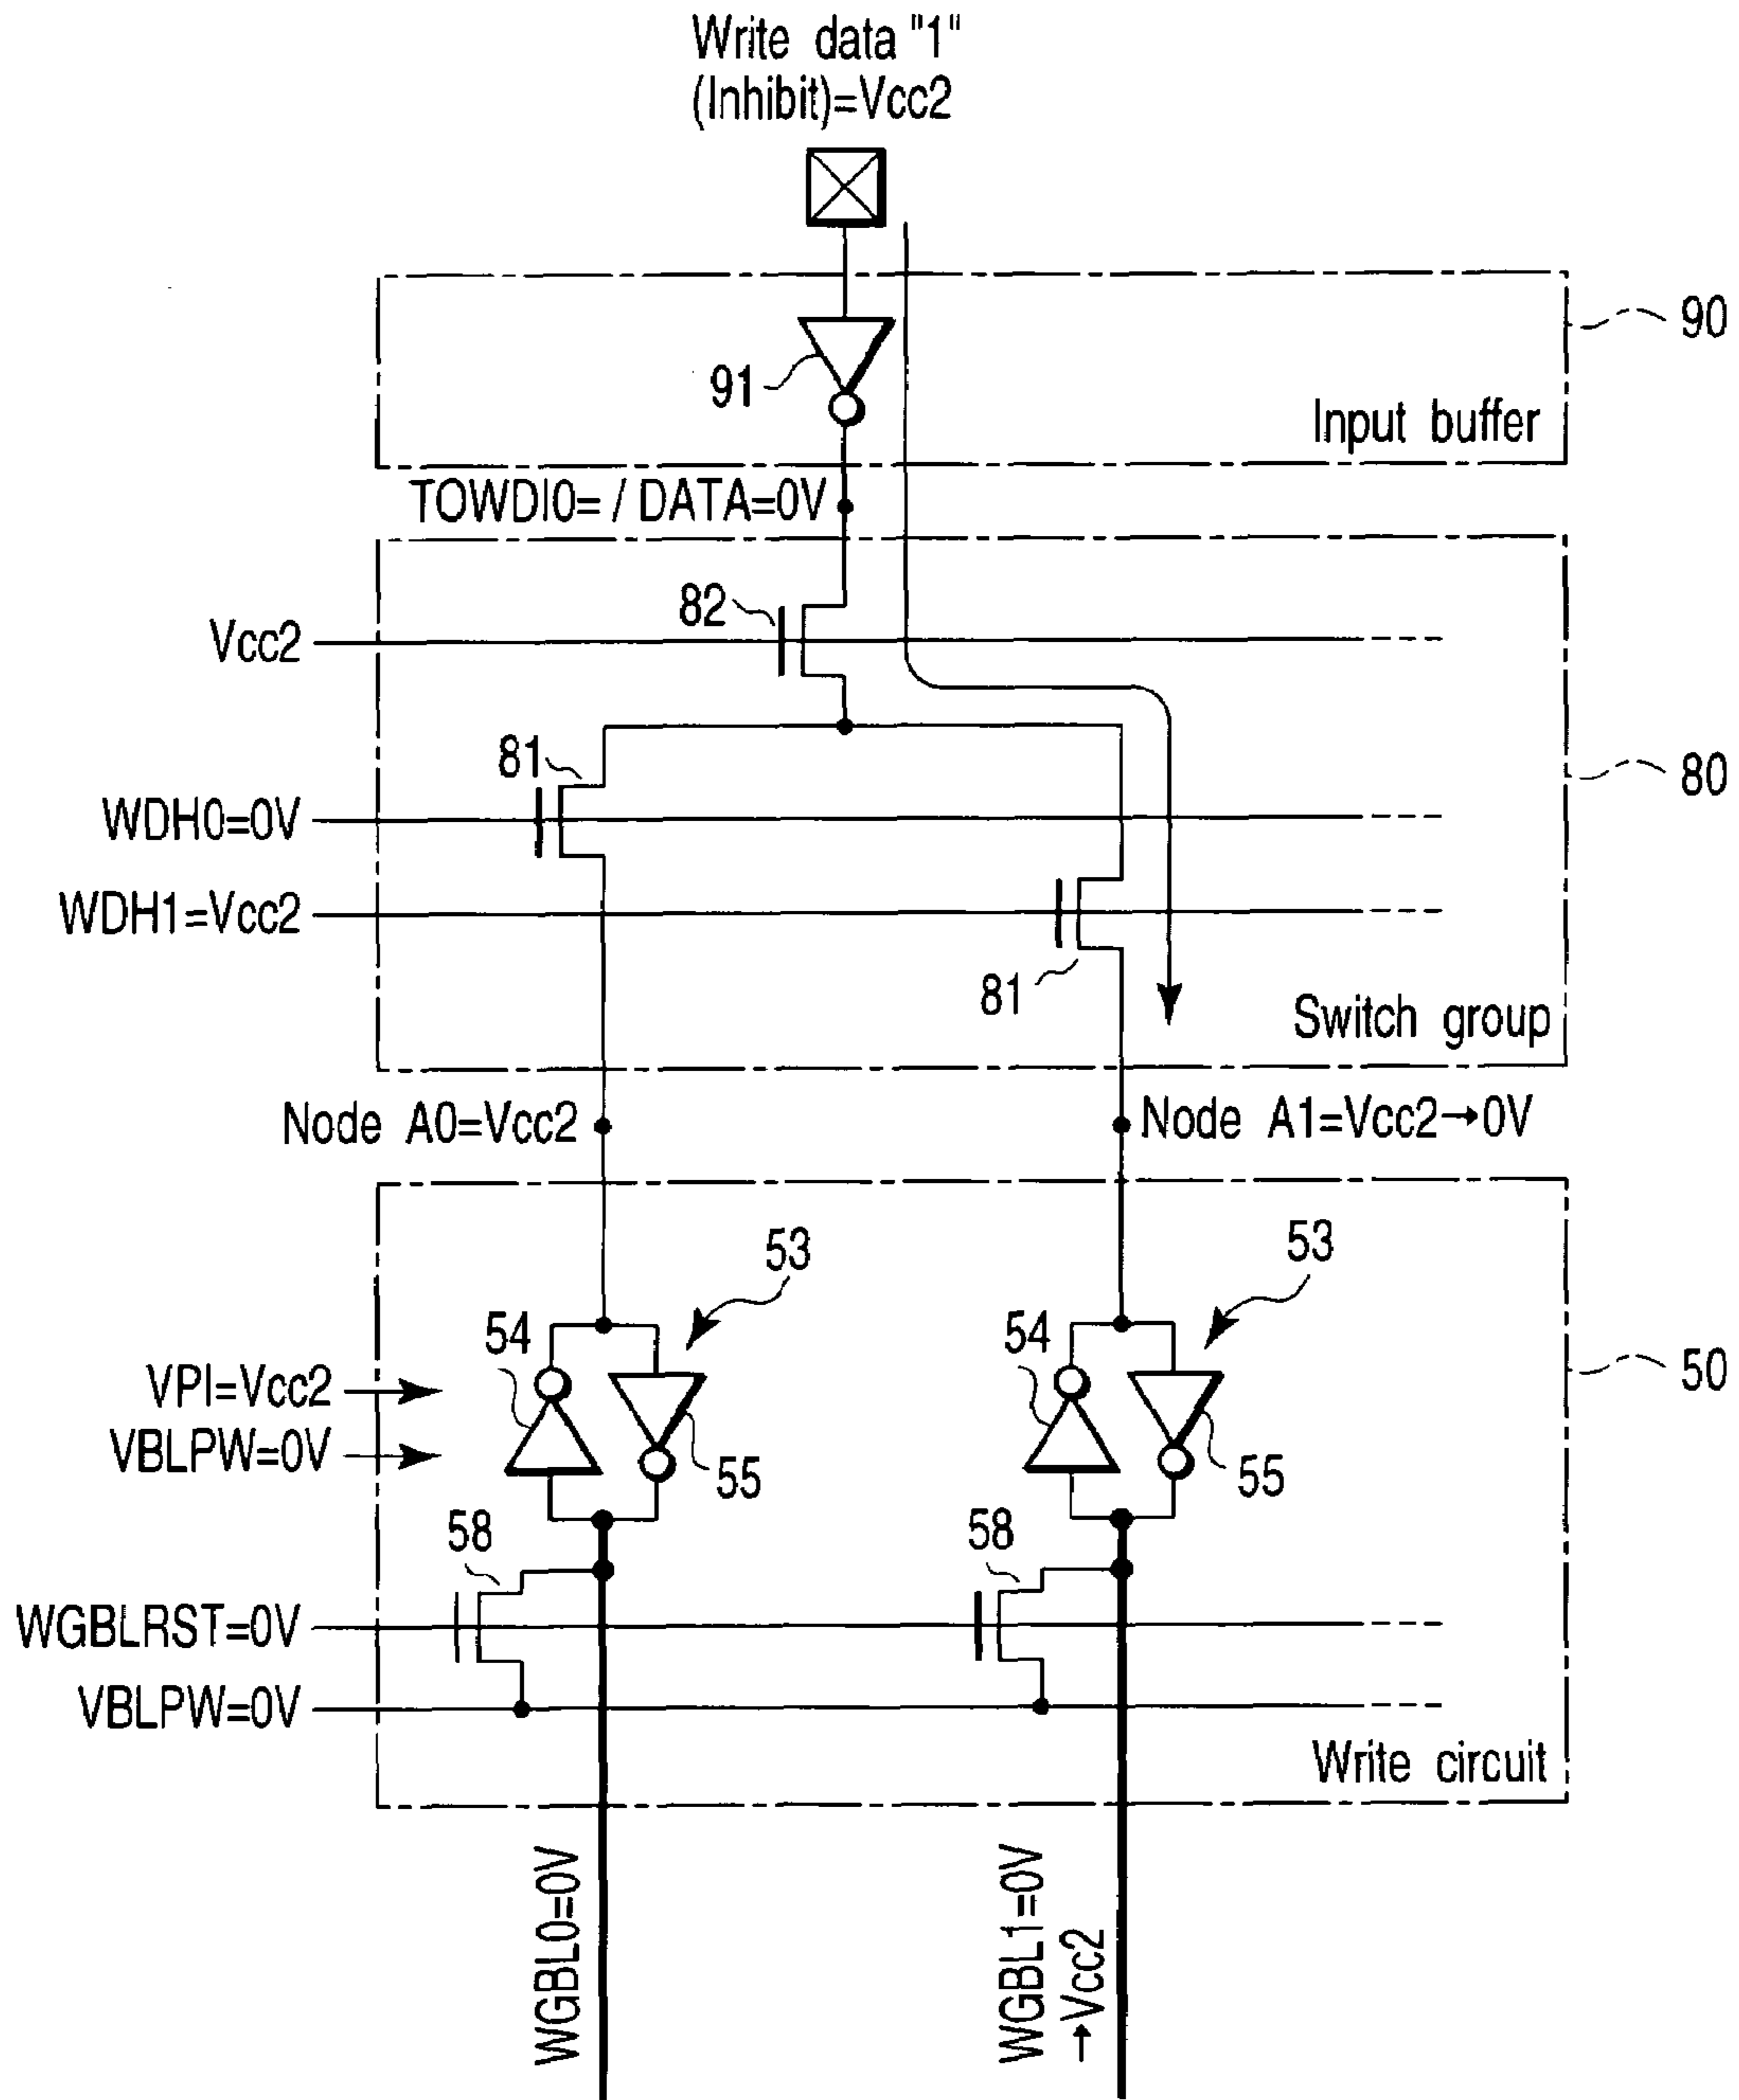 Write data "1"
(Inhibit)=Vcc2
90
91
Input buffer
TOWDI0= / DATA=0V
82
Vcc2
81
80
WDH0=0V
WDH1=Vcc2
81
Switch group
Node A0=Vcc2
Node A1=Vcc2→0V
53
53
54
54
50
VPI=Vcc2
VBLPW=0V
55
55
58
58
WGBLRST=0V
VBLPW=0V
Write circuit
WGBL0=0V
WGBL1=0V
→Vcc2